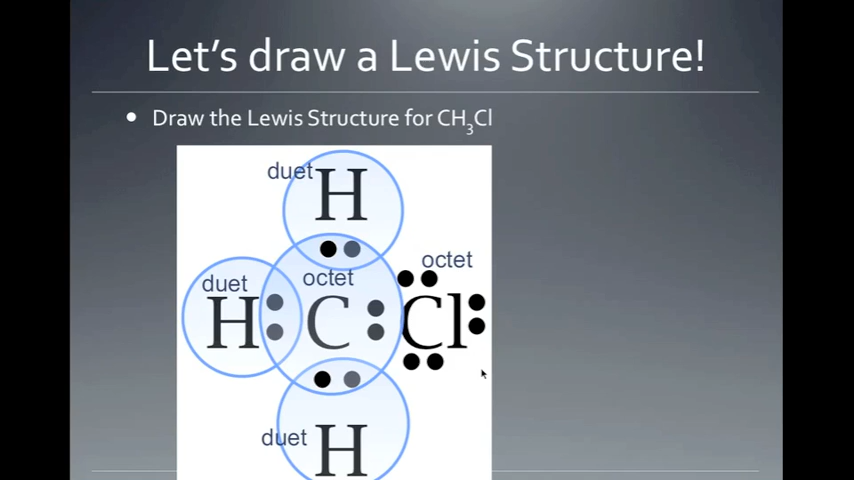 Let's draw a Lewis Structure!
• Draw the Lewis Structure for CH₃Cl
duet H
octet
duet octet
H : C : Cl :
duet H